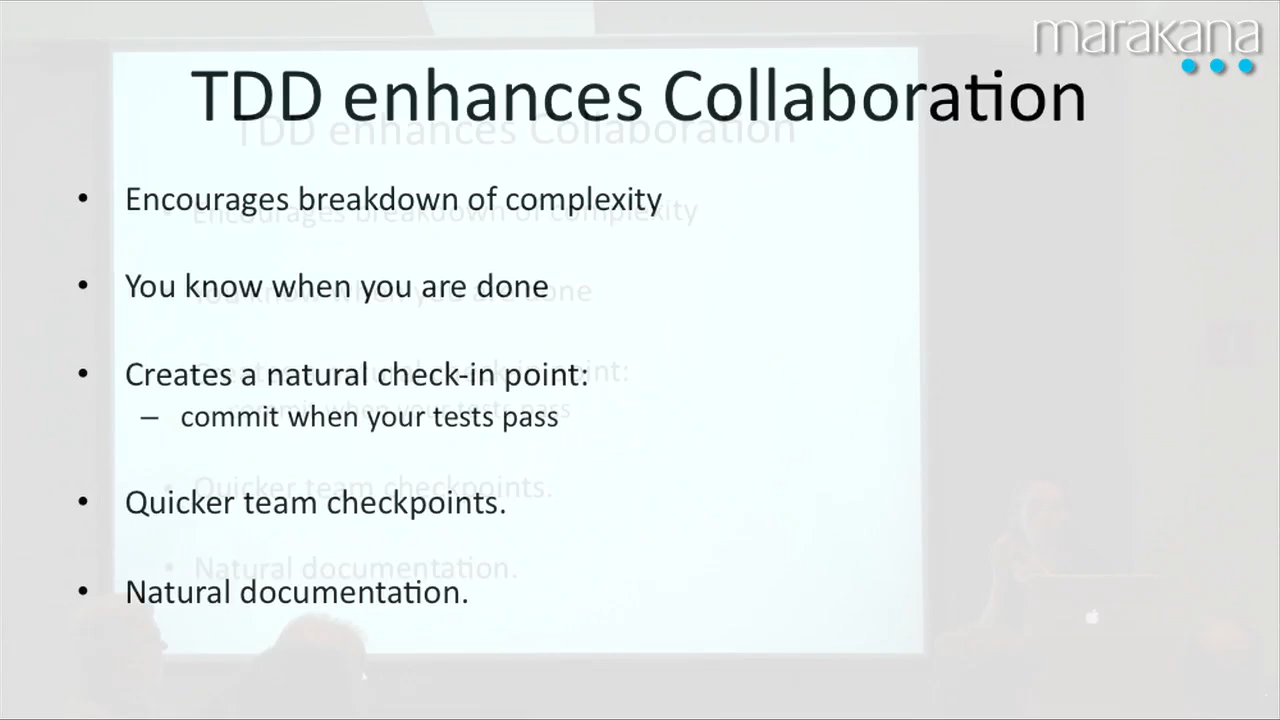 marakana
TDD enhances Collaboration
• Encourages breakdown of complexity
• You know when you are done
• Creates a natural check-in point:
– commit when your tests pass
• Quicker team checkpoints.
• Natural documentation.